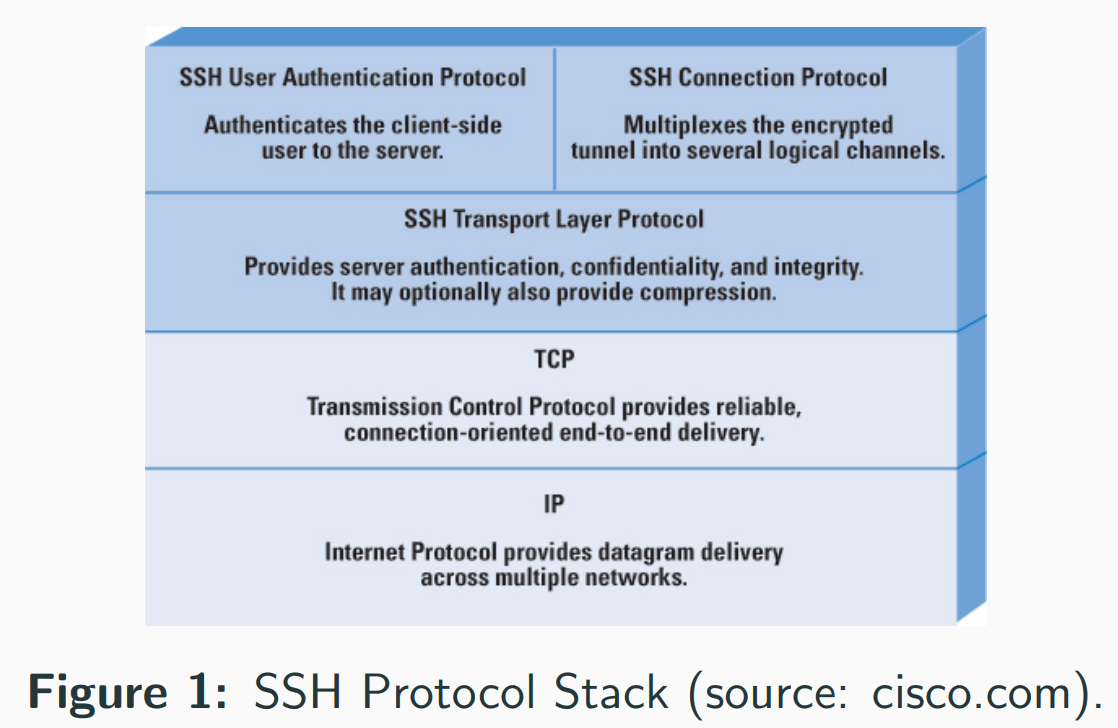 SSH User Authentication Protocol
Authenticates the client-side
user to the server.
SSH Connection Protocol
Multiplexes the encrypted
tunnel into several logical channels.
SSH Transport Layer Protocol
Provides server authentication, confidentiality, and integrity.
It may optionally also provide compression.
TCP
Transmission Control Protocol provides reliable,
connection-oriented end-to-end delivery.
IP
Internet Protocol provides datagram delivery
across multiple networks.
Figure 1: SSH Protocol Stack (source: cisco.com).